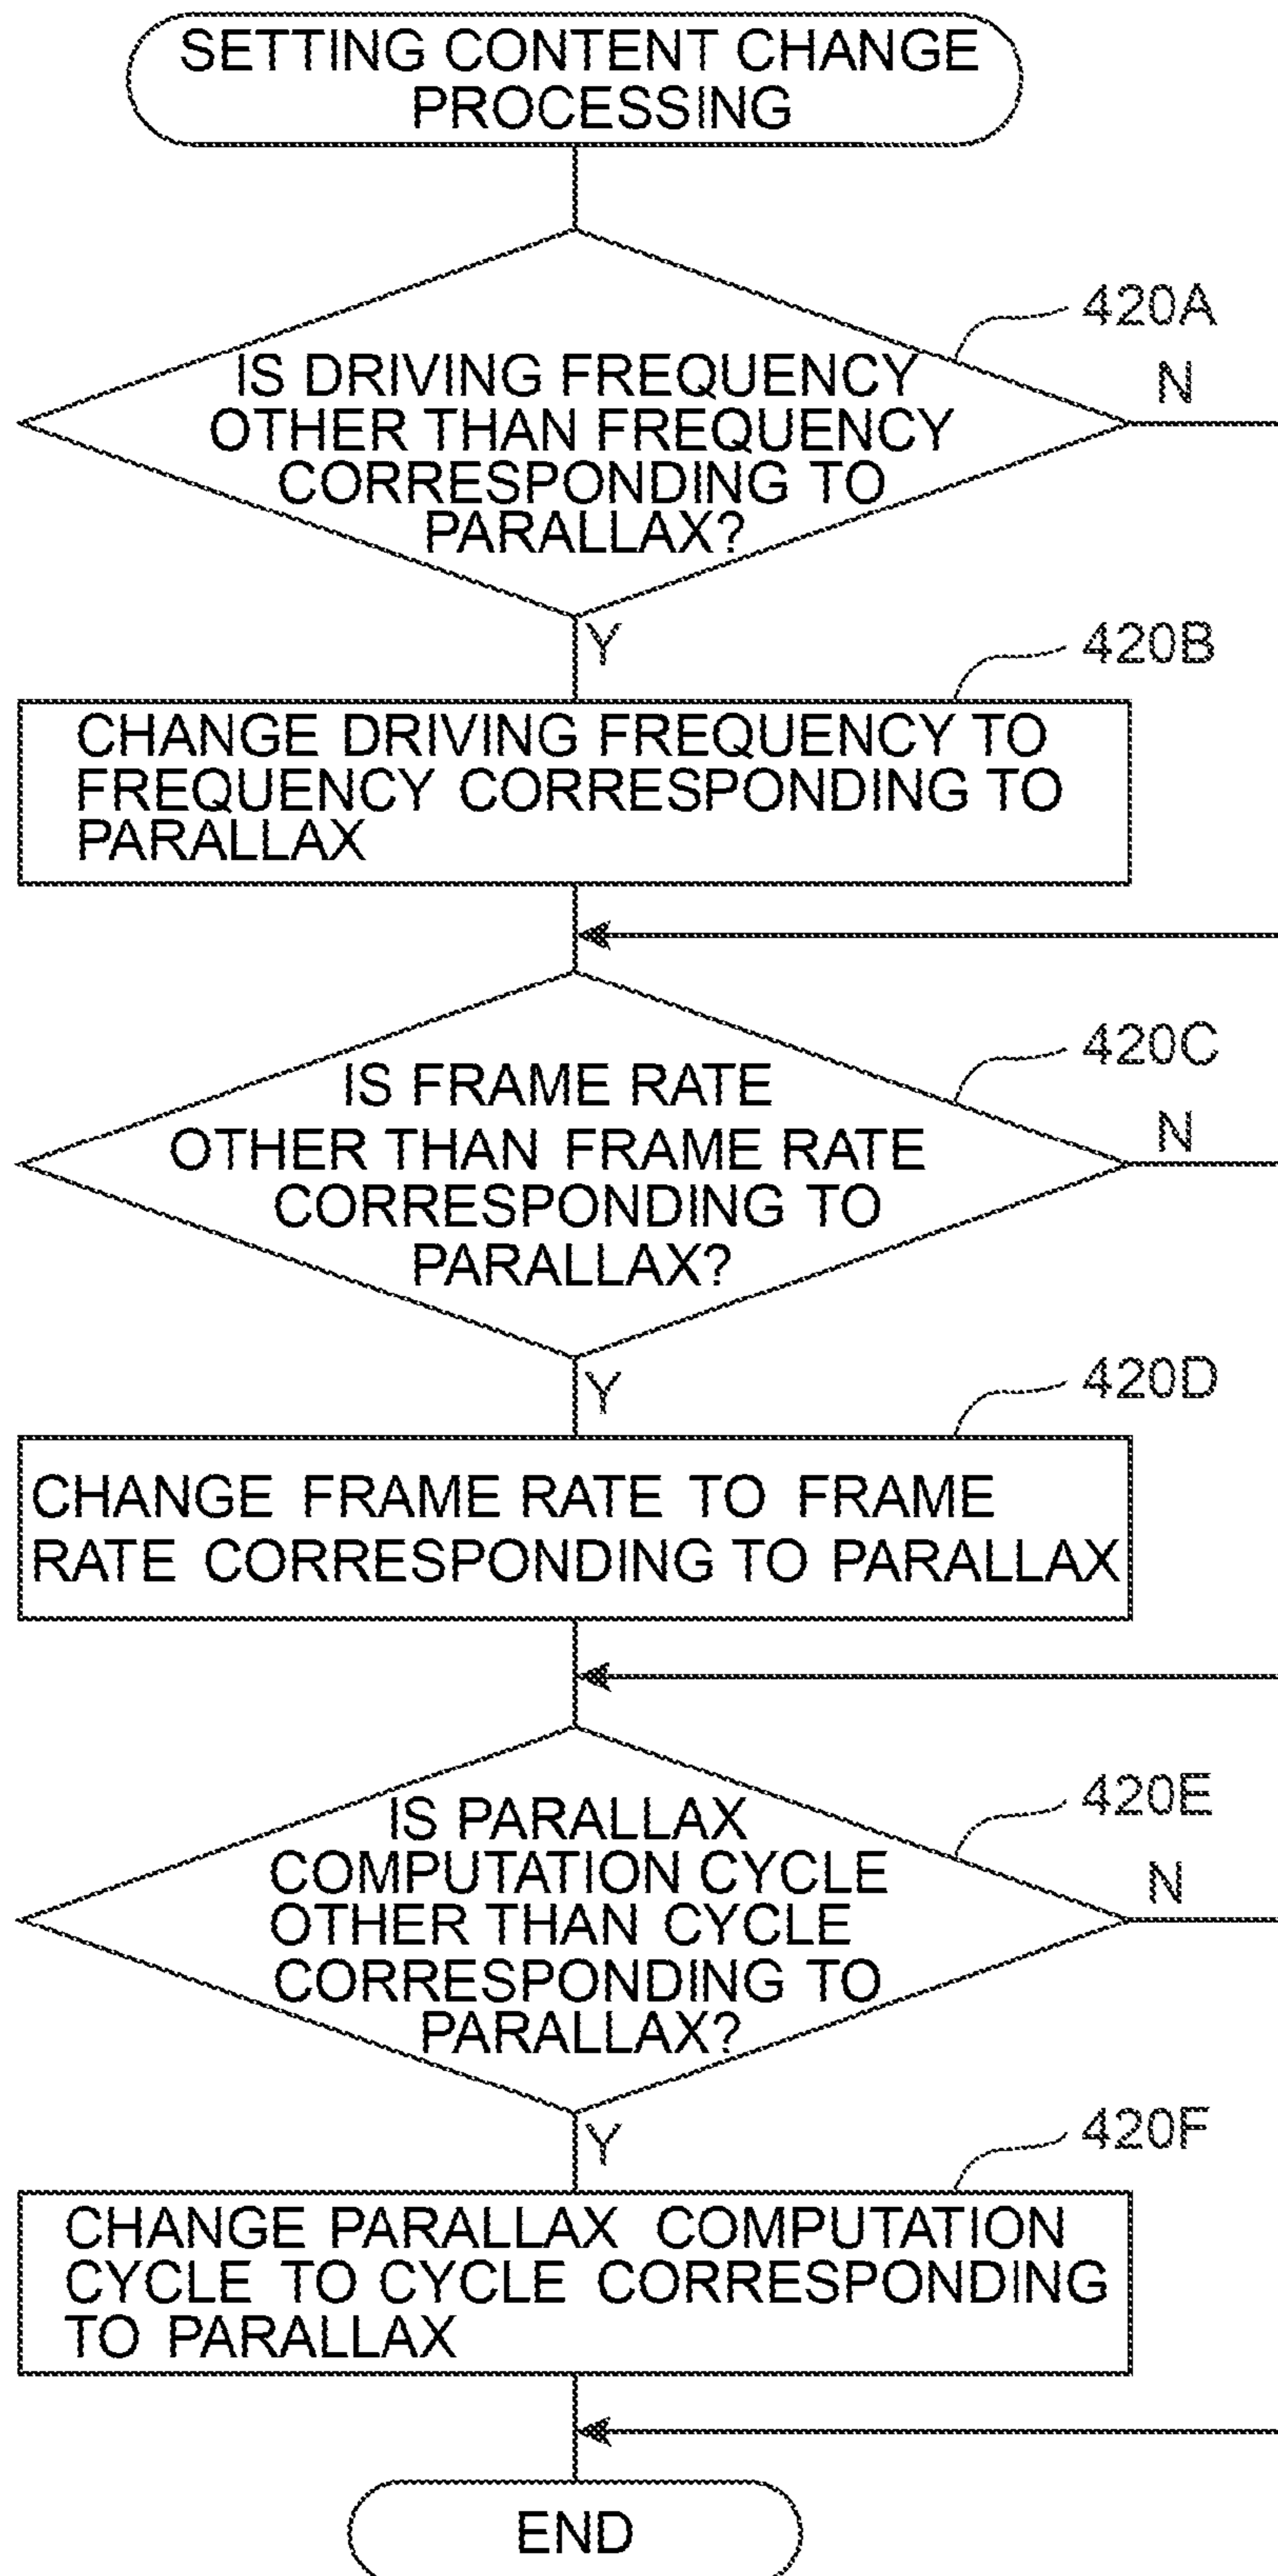 SETTING CONTENT CHANGE
PROCESSING
420A
IS DRIVING FREQUENCY
OTHER THAN FREQUENCY
CORRESPONDING TO
PARALLAX?
N
Y
420B
CHANGE DRIVING FREQUENCY TO
FREQUENCY CORRESPONDING TO
PARALLAX
420C
IS FRAME RATE
OTHER THAN FRAME RATE
CORRESPONDING TO
PARALLAX?
N
Y
420D
CHANGE FRAME RATE TO FRAME
RATE CORRESPONDING TO PARALLAX
420E
IS PARALLAX
COMPUTATION CYCLE
OTHER THAN CYCLE
CORRESPONDING TO
PARALLAX?
N
Y
420F
CHANGE PARALLAX COMPUTATION
CYCLE TO CYCLE CORRESPONDING
TO PARALLAX
END